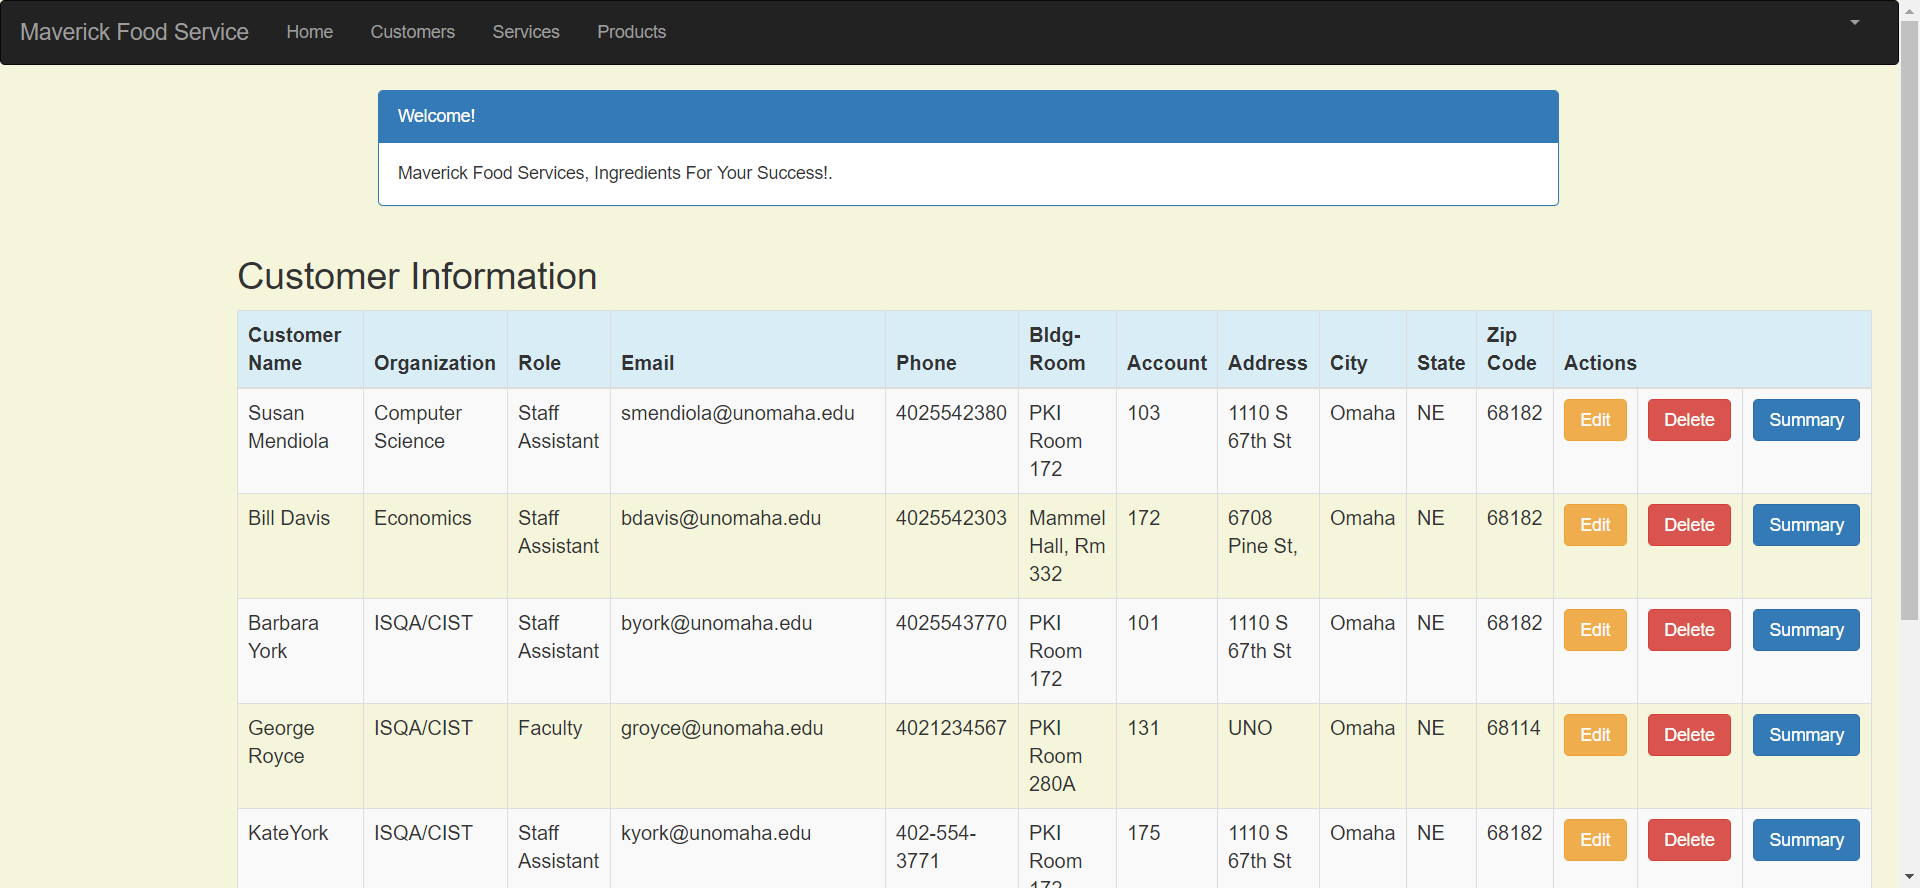 Maverick Food Service Home Customers Services Products
Welcome!
Maverick Food Services, Ingredients For Your Success!.
Customer Information
Customer Name Organization Role Email Phone Bldg-Room Account Address City State Zip Code Actions
Susan Mendiola Computer Science Staff Assistant smendiola@unomaha.edu 4025542380 PKI Room 172 103 1110 S 67th St Omaha NE 68182 Edit Delete Summary
Bill Davis Economics Staff Assistant bdavis@unomaha.edu 4025542303 Mammel Hall, Rm 332 172 6708 Pine St, Omaha NE 68182 Edit Delete Summary
Barbara York ISQA/CIST Staff Assistant byork@unomaha.edu 4025543770 PKI Room 172 101 1110 S 67th St Omaha NE 68182 Edit Delete Summary
George Royce ISQA/CIST Faculty groyce@unomaha.edu 4021234567 PKI Room 280A 131 UNO Omaha NE 68114 Edit Delete Summary
KateYork ISQA/CIST Staff Assistant kyork@unomaha.edu 402-554-3771 PKI Room 172 175 1110 S 67th St Omaha NE 68182 Edit Delete Summary